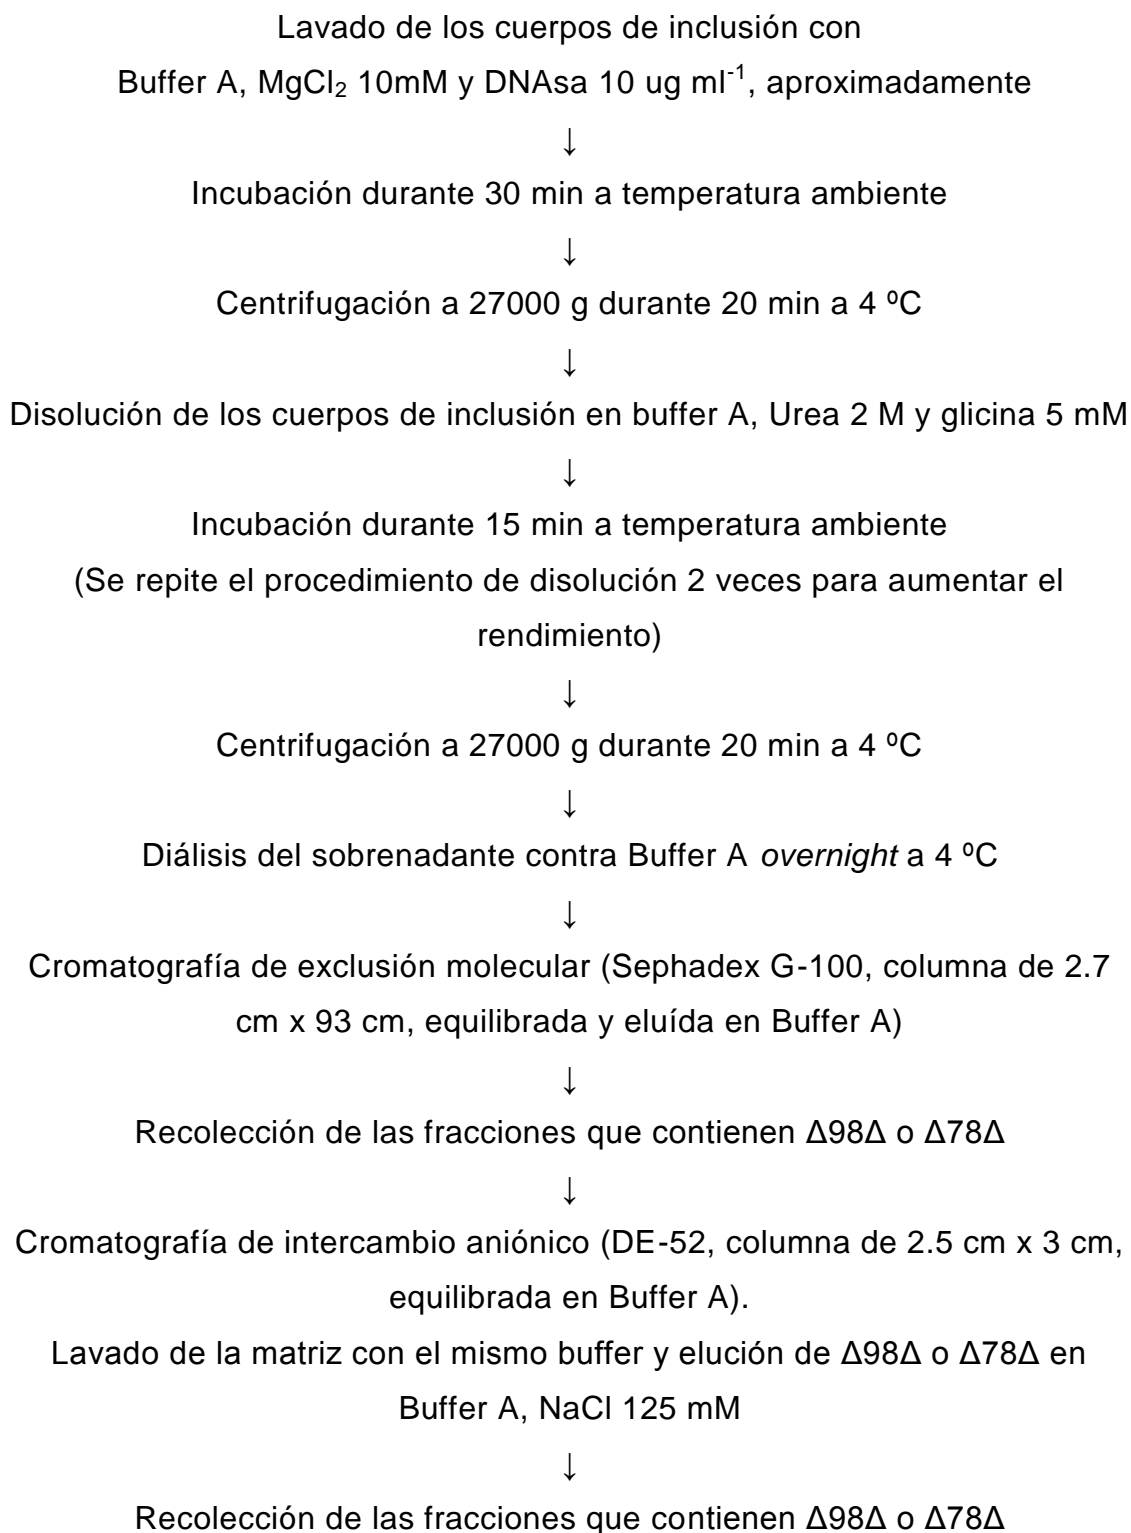 Lavado de los cuerpos de inclusión con
Buffer A, MgCl₂ 10mM y DNAsa 10 ug ml⁻¹, aproximadamente
↓
Incubación durante 30 min a temperatura ambiente
↓
Centrifugación a 27000 g durante 20 min a 4 ºC
↓
Disolución de los cuerpos de inclusión en buffer A, Urea 2 M y glicina 5 mM
↓
Incubación durante 15 min a temperatura ambiente
(Se repite el procedimiento de disolución 2 veces para aumentar el
rendimiento)
↓
Centrifugación a 27000 g durante 20 min a 4 ºC
↓
Diálisis del sobrenadante contra Buffer A overnight a 4 ºC
↓
Cromatografía de exclusión molecular (Sephadex G-100, columna de 2.7
cm x 93 cm, equilibrada y eluída en Buffer A)
↓
Recolección de las fracciones que contienen Δ98Δ o Δ78Δ
↓
Cromatografía de intercambio aniónico (DE-52, columna de 2.5 cm x 3 cm,
equilibrada en Buffer A).
Lavado de la matriz con el mismo buffer y elución de Δ98Δ o Δ78Δ en
Buffer A, NaCl 125 mM
↓
Recolección de las fracciones que contienen Δ98Δ o Δ78Δ